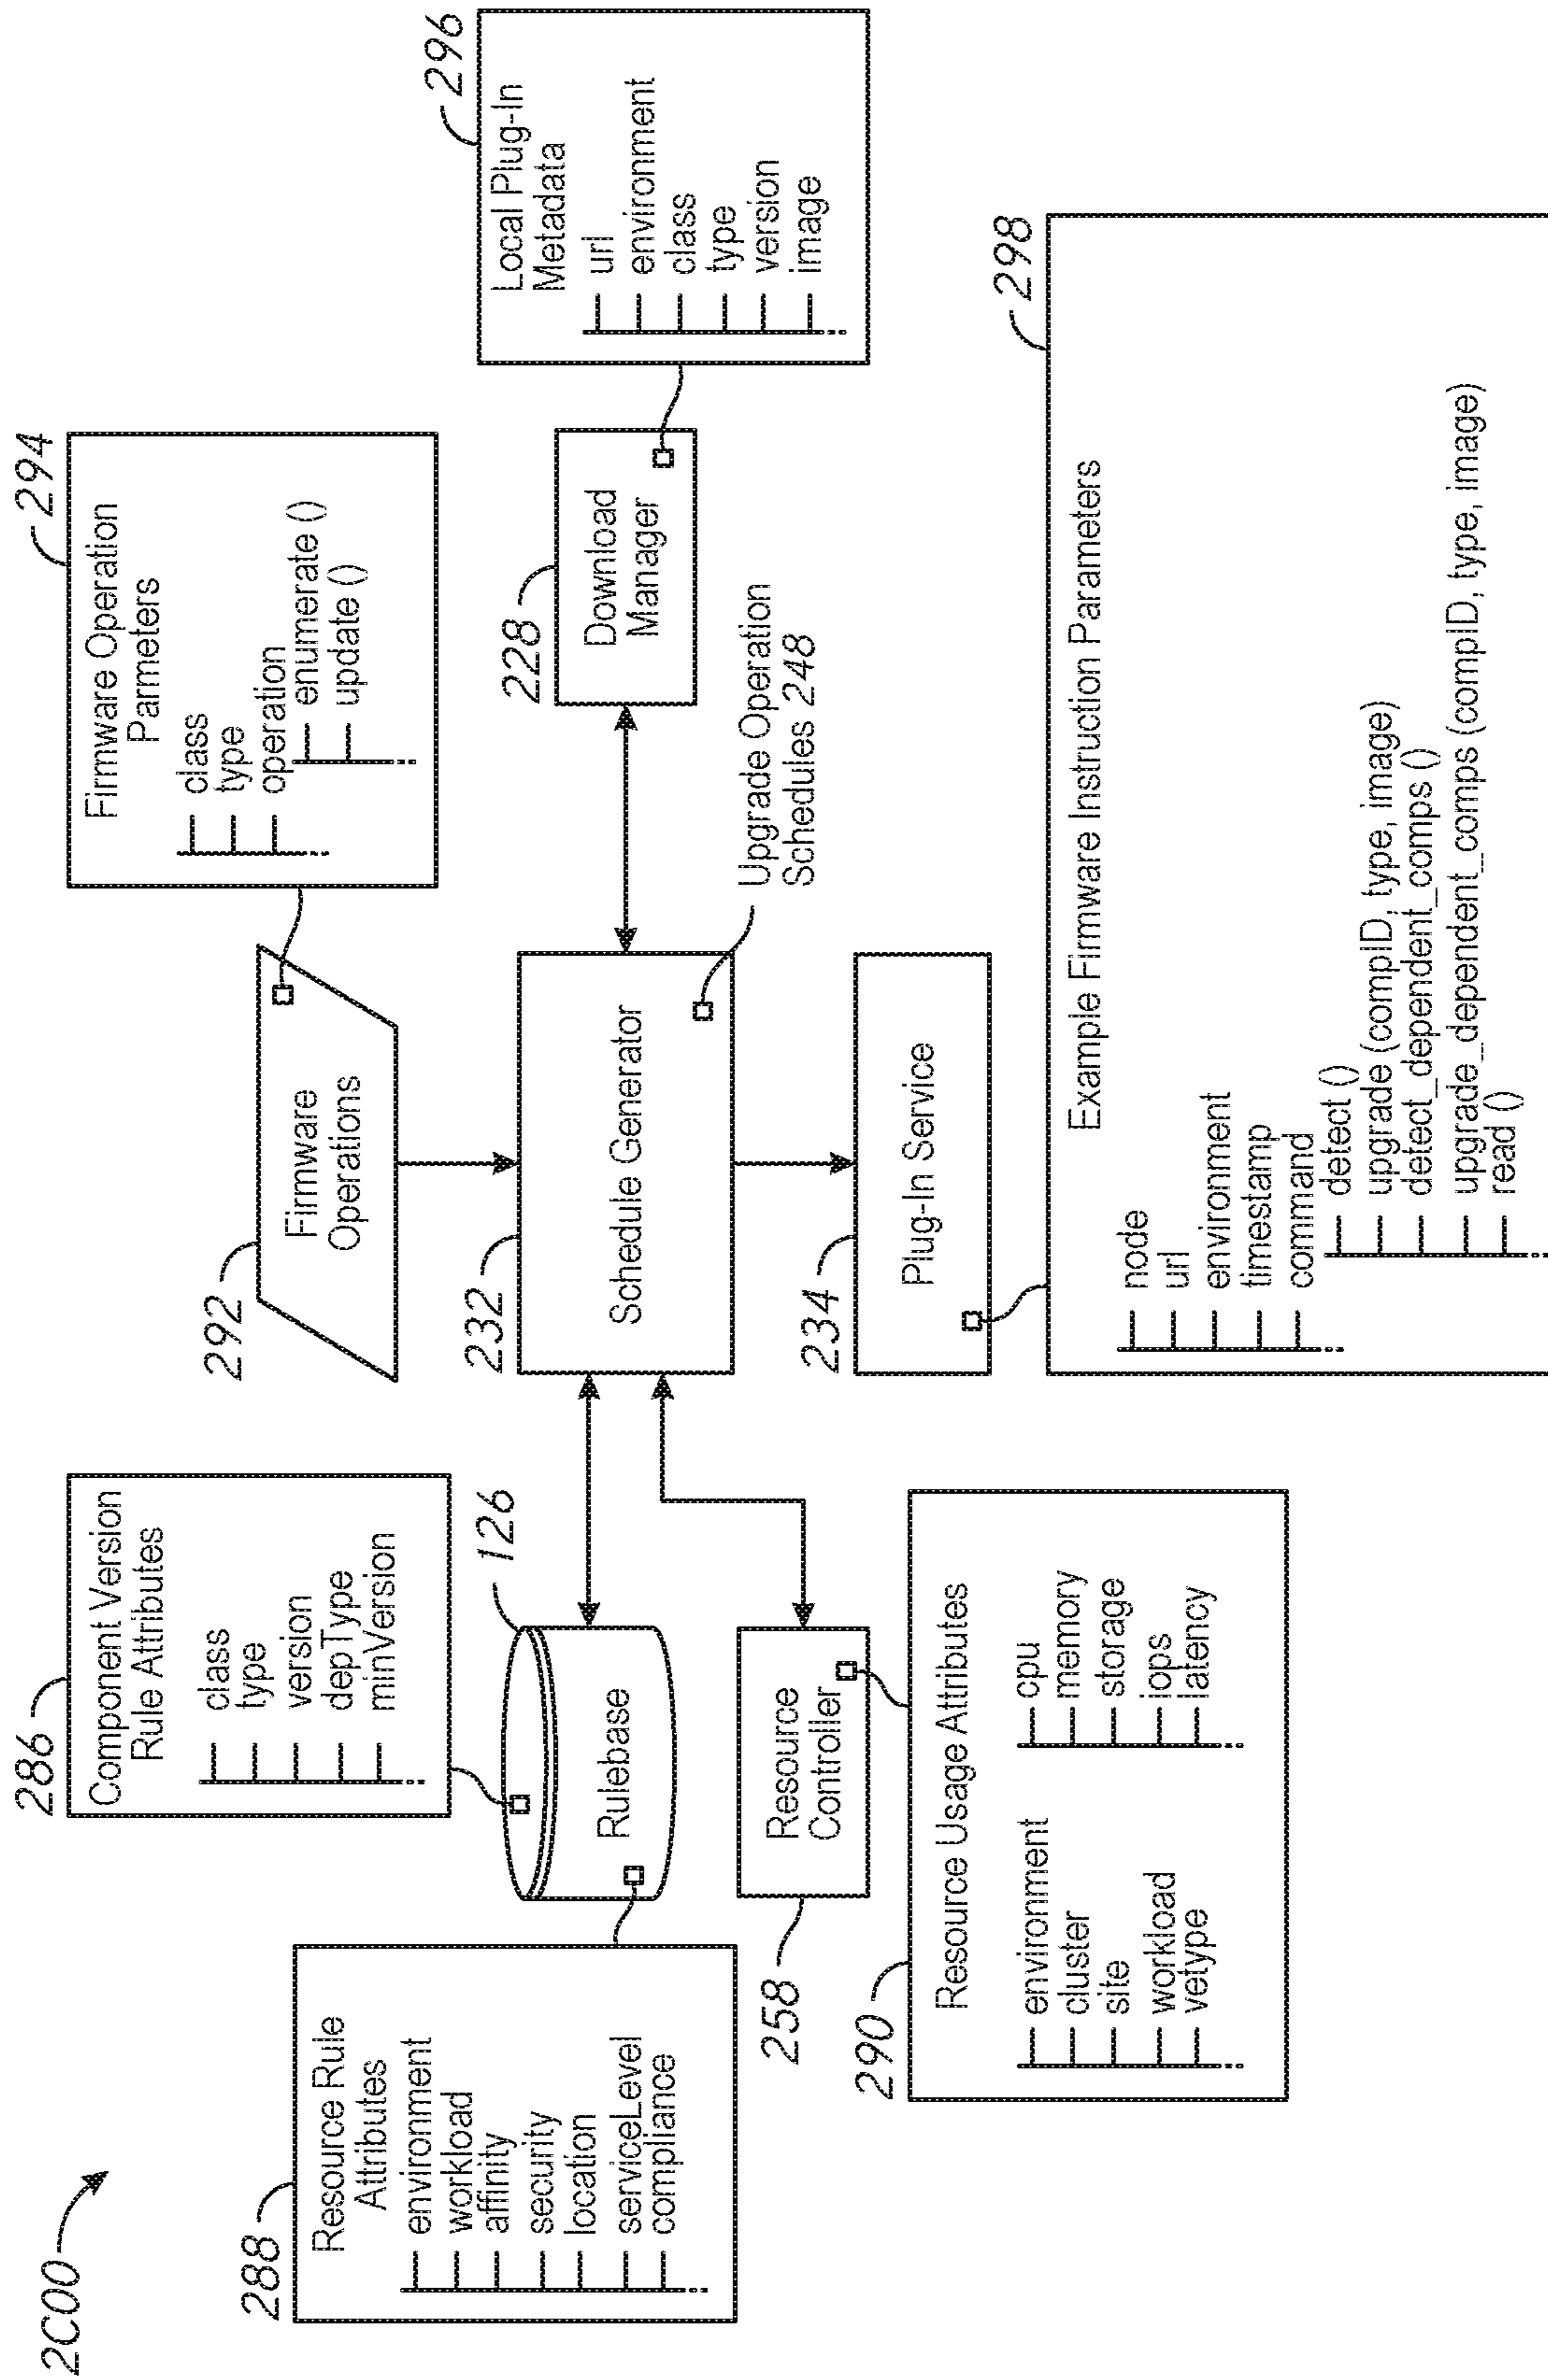 2C00
288
Resource Rule
Attributes
environment
workload
affinity
security
location
serviceLevel
compliance
286
Component Version
Rule Attributes
class
type
version
depType
minVersion
126
Rulebase
258
Resource
Controller
290
Resource Usage Attributes
environment
cluster
site
workload
vetype
cpu
memory
storage
iops
latency
292
Firmware
Operations
294
Firmware Operation
Parmeters
class
type
operation
enumerate ()
update ()
232
Schedule Generator
Upgrade Operation
Schedules 248
228
Download
Manager
296
Local Plug-In
Metadata
url
environment
class
type
version
image
234
Plug-In Service
298
Example Firmware Instruction Parameters
node
url
environment
timestamp
command
detect ()
upgrade (compID, type, image)
detect_dependent_comps ()
upgrade_dependent_comps (compID, type, image)
read ()